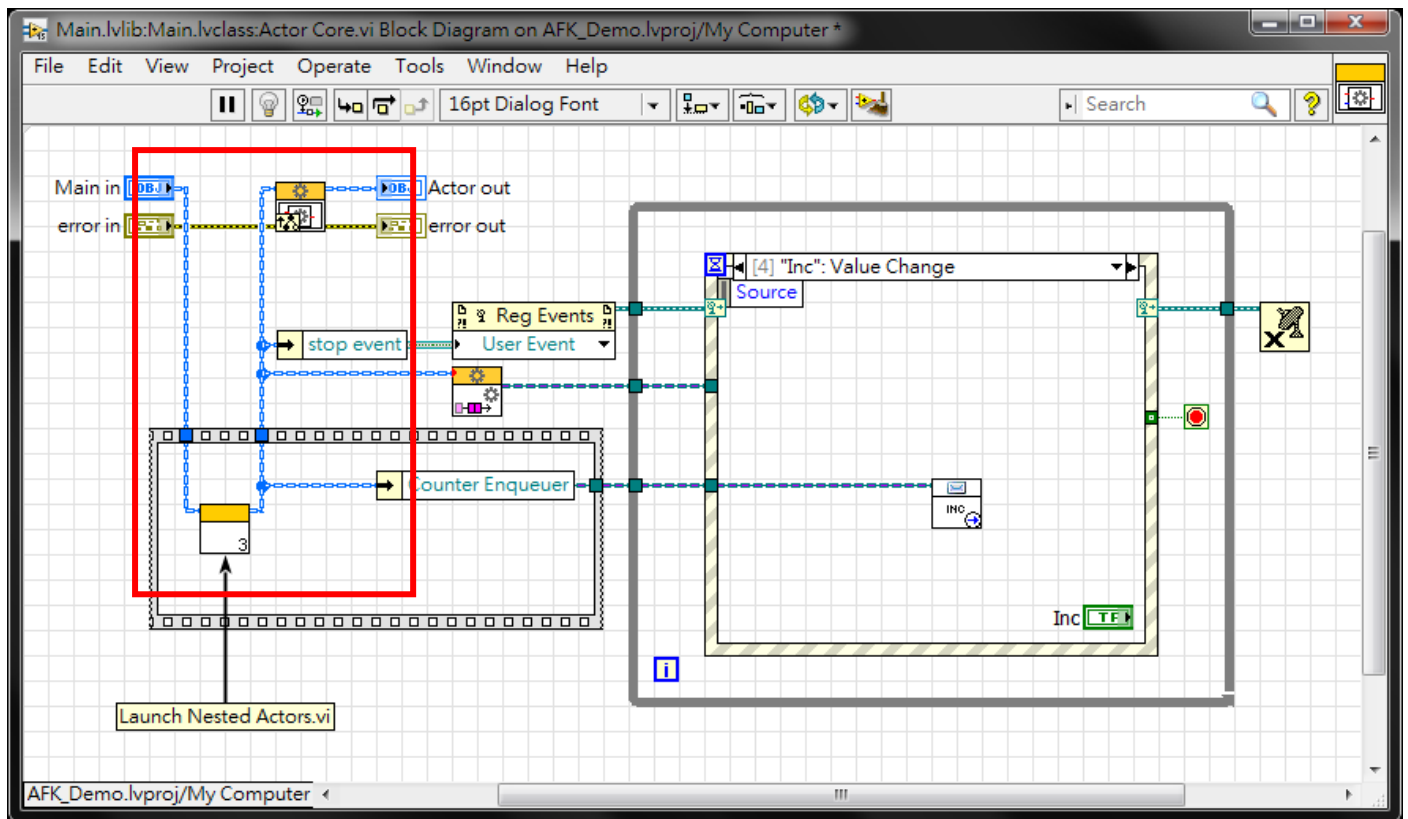 Main.lvlib:Main.lvclass:Actor Core.vi Block Diagram on AFK_Demo.lvproj/My Computer *
File Edit View Project Operate Tools Window Help
16pt Dialog Font
Search
Main in
OBJ
OBJ
Actor out
error in
error out
[4] "Inc": Value Change
Source
Reg Events
stop event
User Event
Counter Enqueuer
INC
3
Inc
TF
i
Launch Nested Actors.vi
AFK_Demo.lvproj/My Computer